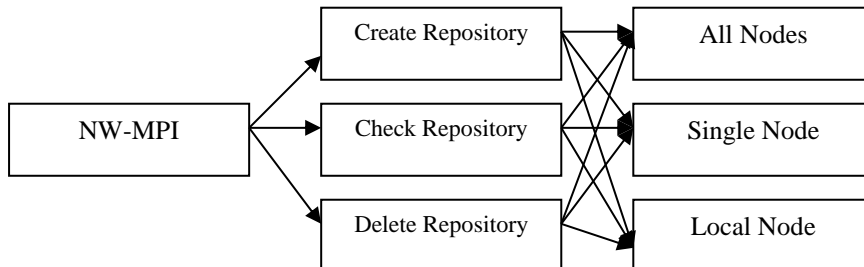 Create Repository
All Nodes
NW-MPI
Check Repository
Single Node
Delete Repository
Local Node